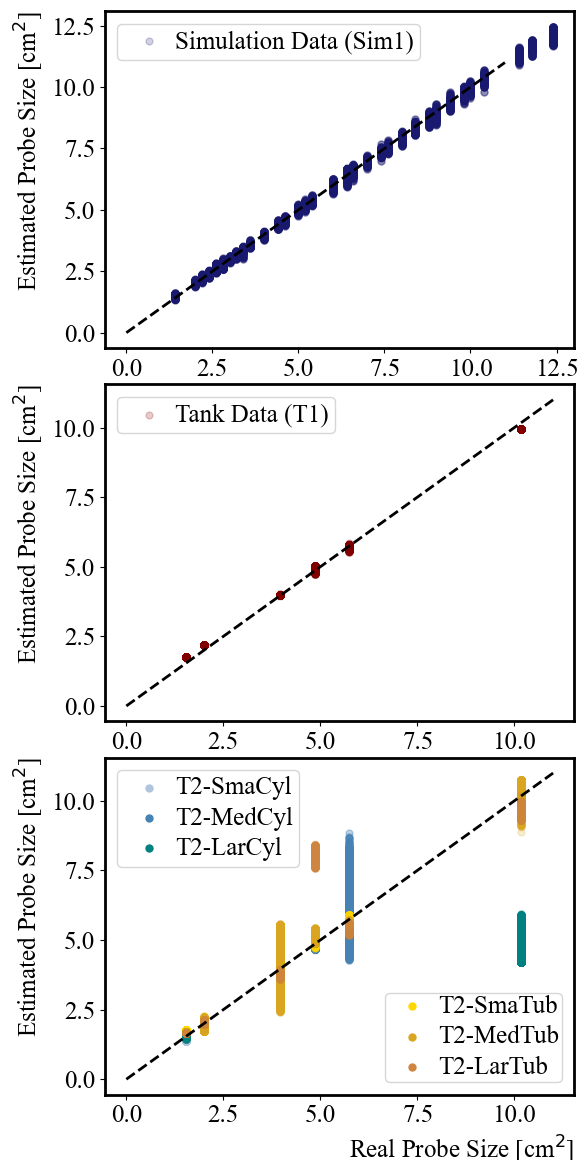 12.5
10.0
7.5
5.0
2.5
0.0
Estimated Probe Size [cm²]
Simulation Data (Sim1)
0.0 2.5 5.0 7.5 10.0 12.5
10.0
7.5
5.0
2.5
0.0
Estimated Probe Size [cm²]
Tank Data (T1)
0.0 2.5 5.0 7.5 10.0
10.0
7.5
5.0
2.5
0.0
Estimated Probe Size [cm²]
T2-SmaCyl
T2-MedCyl
T2-LarCyl
T2-SmaTub
T2-MedTub
T2-LarTub
0.0 2.5 5.0 7.5 10.0
Real Probe Size [cm²]